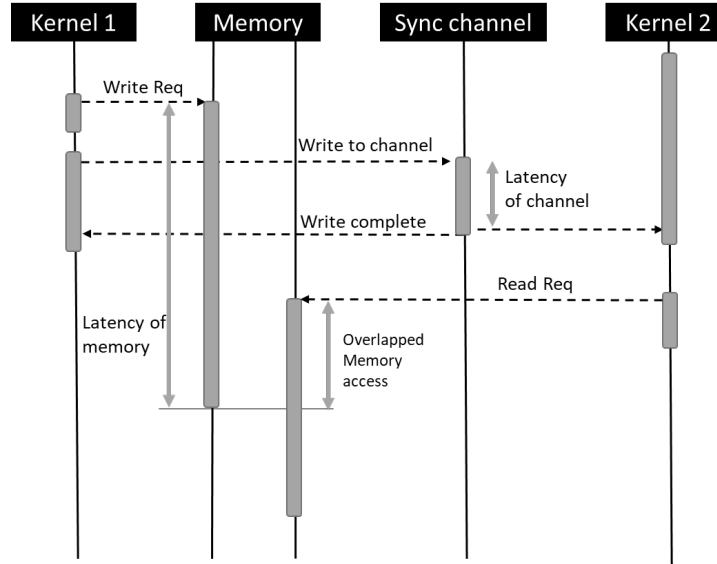 Kernel 1
Memory
Sync channel
Kernel 2
Write Req
Write to channel
Latency
of channel
Write complete
Read Req
Latency of
memory
Overlapped
Memory
access